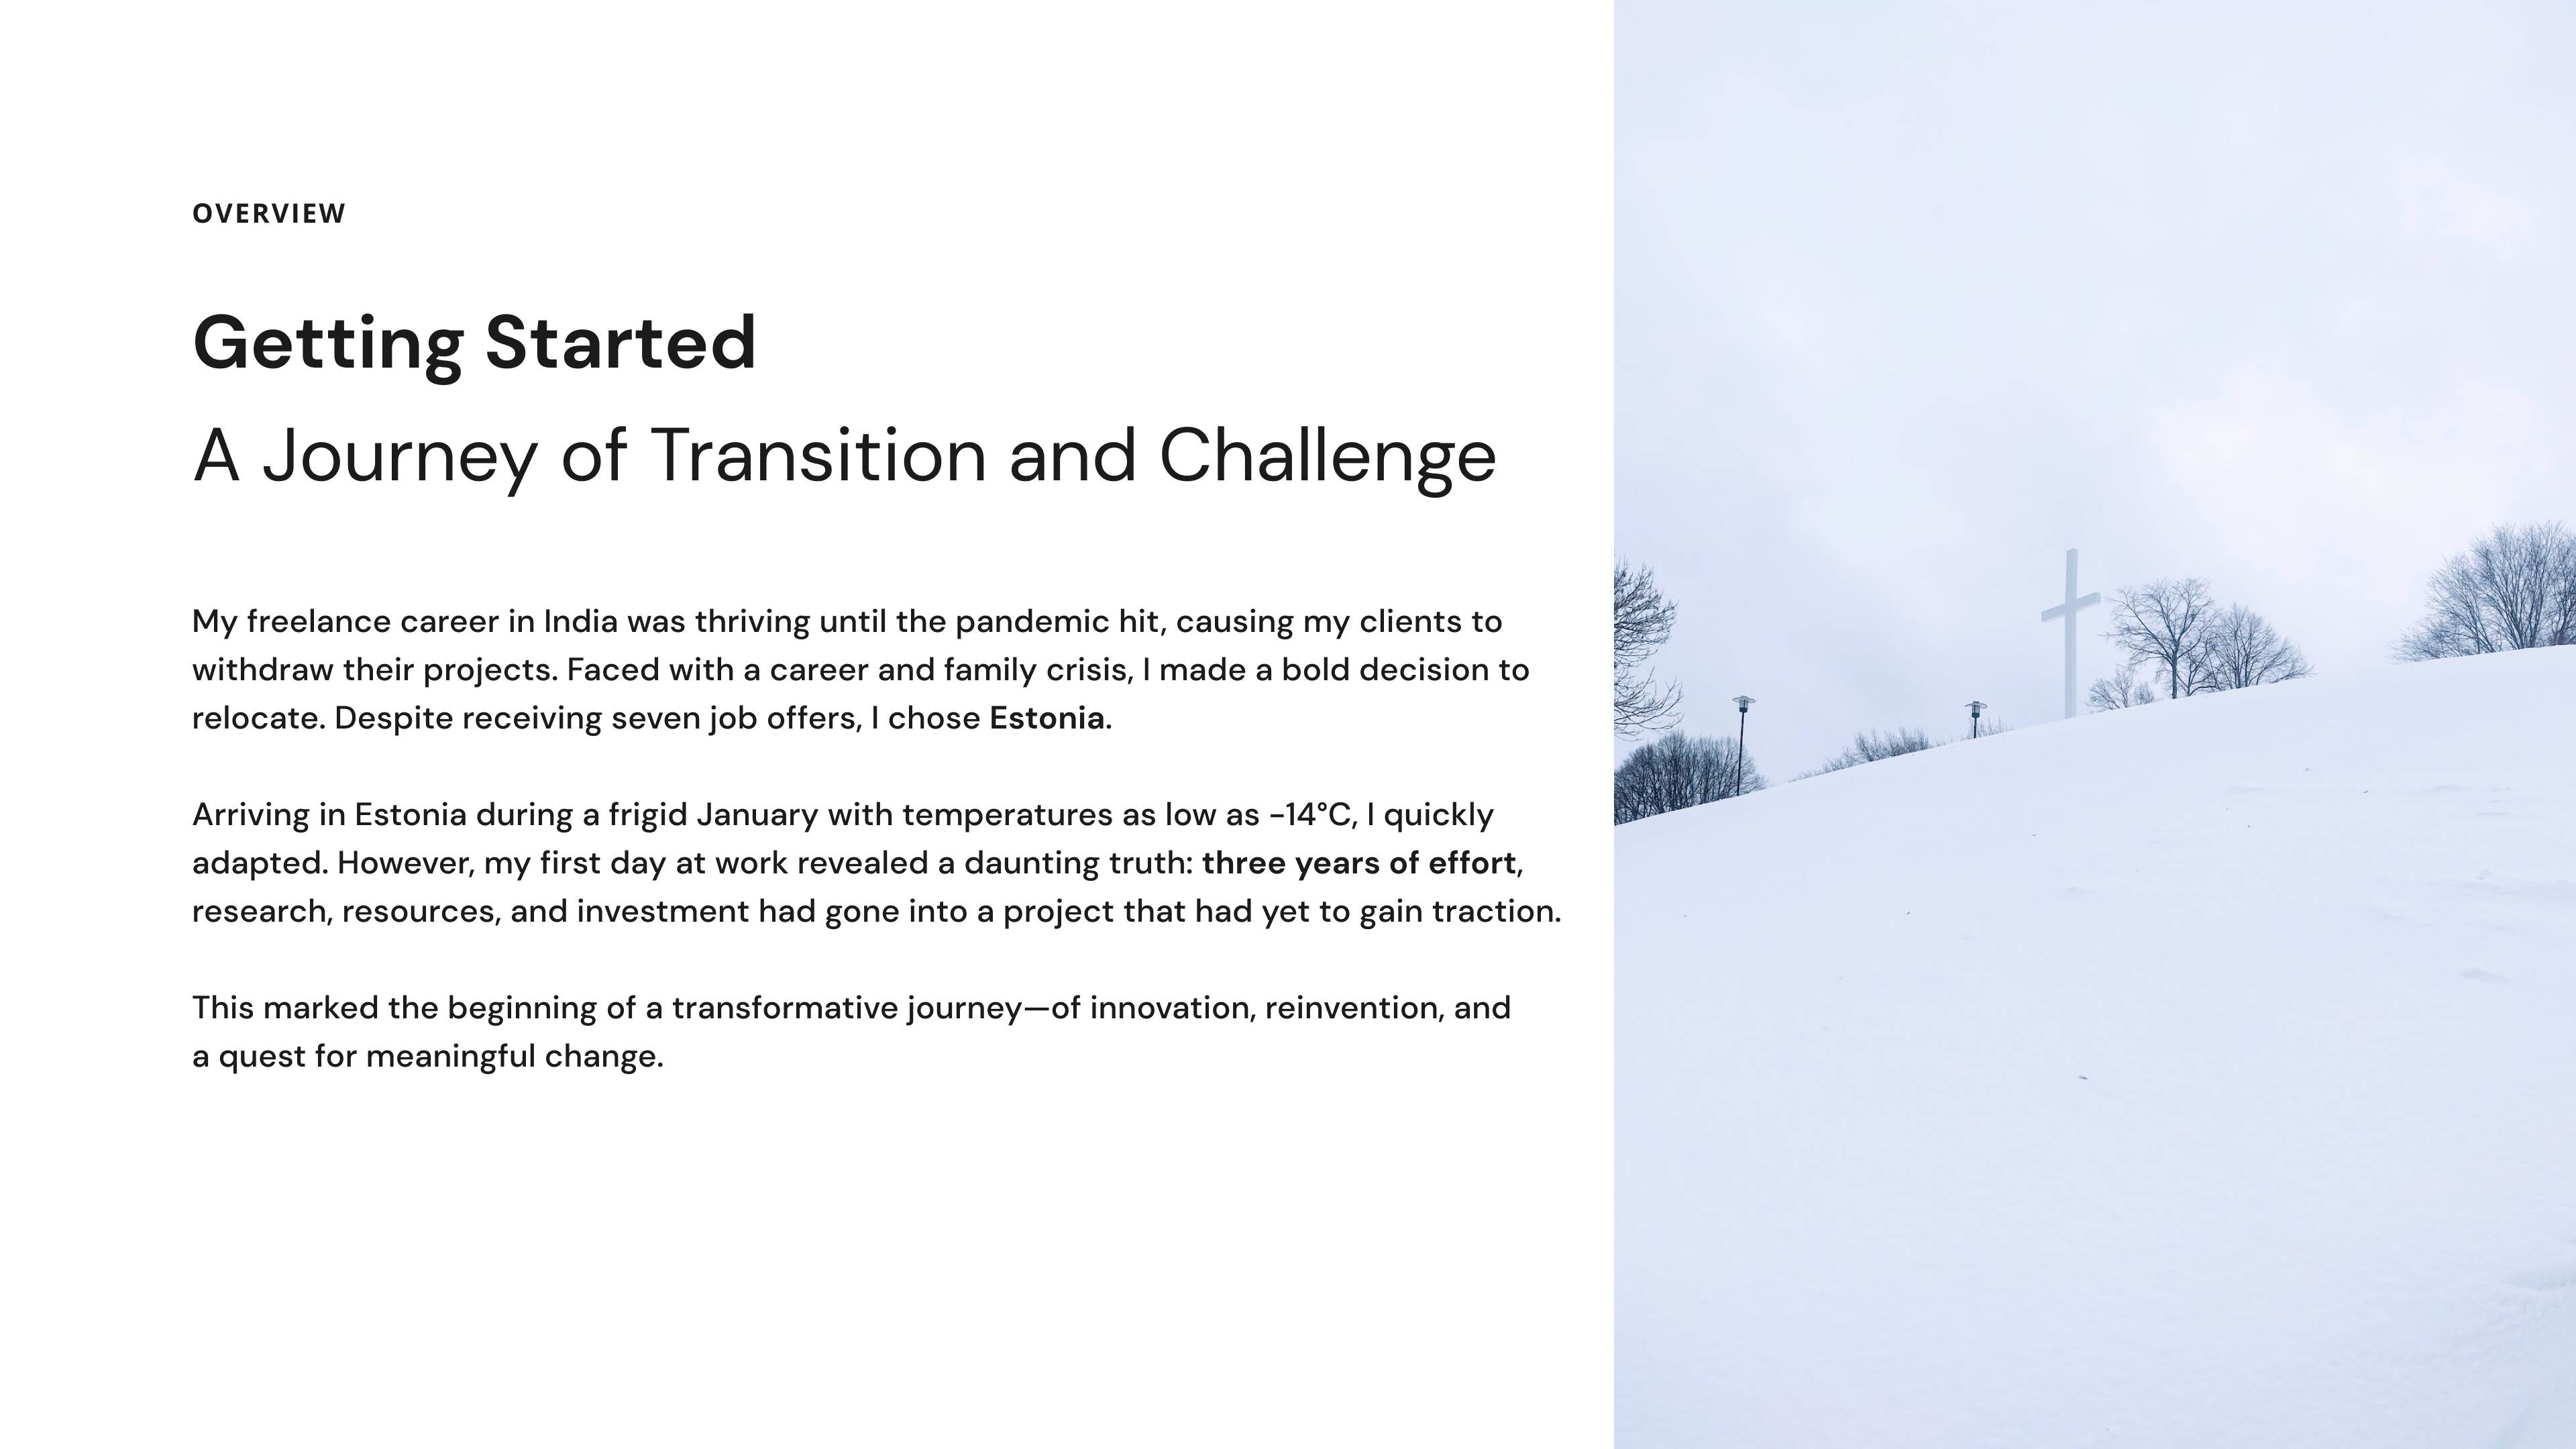 OVERVIEW
Getting Started
A Journey of Transition and Challenge
My freelance career in India was thriving until the pandemic hit, causing my clients to
withdraw their projects. Faced with a career and family crisis, I made a bold decision to
relocate. Despite receiving seven job offers, I chose Estonia.
Arriving in Estonia during a frigid January with temperatures as low as -14°C, I quickly
adapted. However, my first day at work revealed a daunting truth: three years of effort,
research, resources, and investment had gone into a project that had yet to gain traction.
This marked the beginning of a transformative journey—of innovation, reinvention, and
a quest for meaningful change.